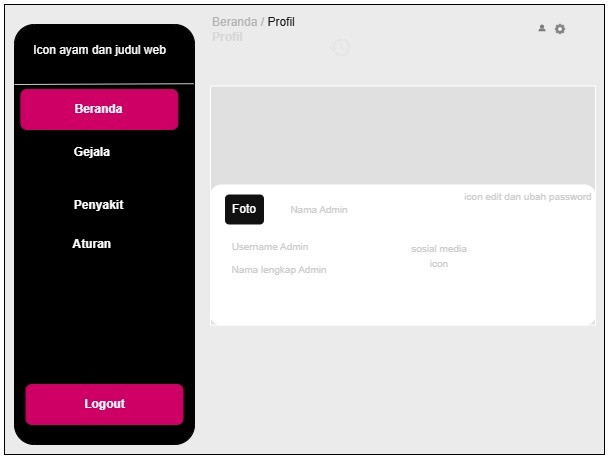 Icon ayam dan judul web
Beranda
Gejala
Penyakit
Aturan
Logout
Beranda / Profil
Profil
icon edit dan ubah password
Foto
Nama Admin
Username Admin
Nama lengkap Admin
sosial media
icon